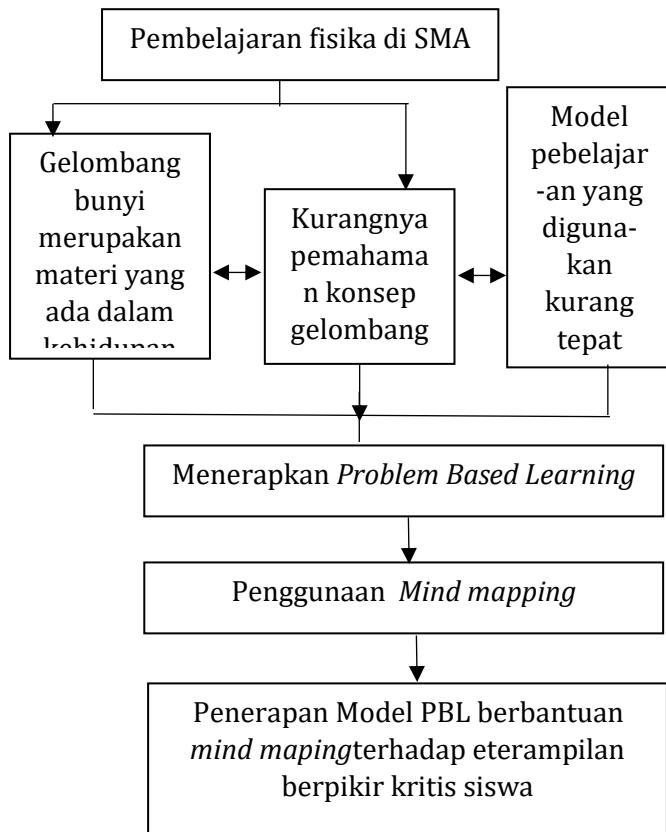 Pembelajaran fisika di SMA
Gelombang
bunyi
merupakan
materi yang
ada dalam
kehidupan
Kurangnya
pemahama
n konsep
gelombang
Model
pebelajar
-an yang
diguna-
kan
kurang
tepat
Menerapkan Problem Based Learning
Penggunaan Mind mapping
Penerapan Model PBL berbantuan
mind mapingterhadap eterampilan
berpikir kritis siswa